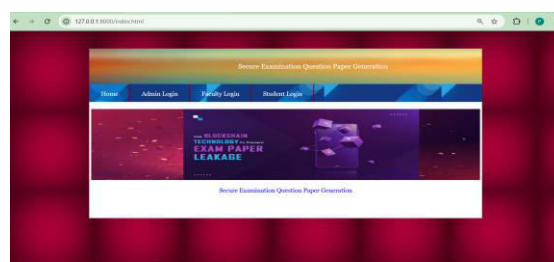 127.0.0.1:8000/index.html
Secure Examination Question Paper Generation
Home Admin Login Faculty Login Student Login
BLOCKCHAIN
TECHNOLOGY
EXAM PAPER
LEAKAGE
Secure Examination Question Paper Generation